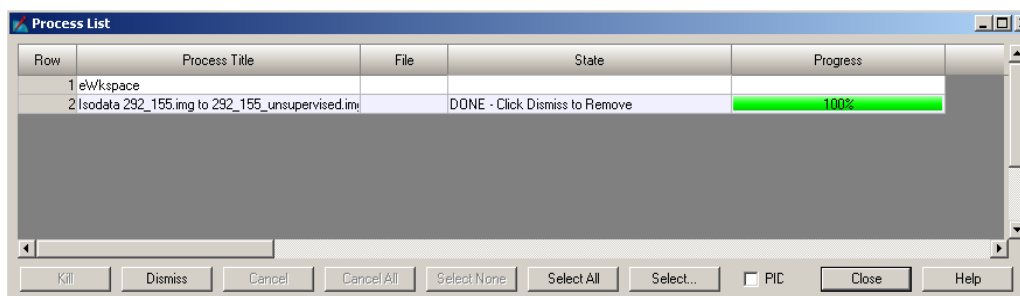 Process List
Row Process Title File State Progress
1 eWkspace
2 Isodata 292_155.img to 292_155_unsupervised.img DONE - Click Dismiss to Remove 100%
Kill Dismiss Cancel Cancel All Select None Select All Select... PID Close Help